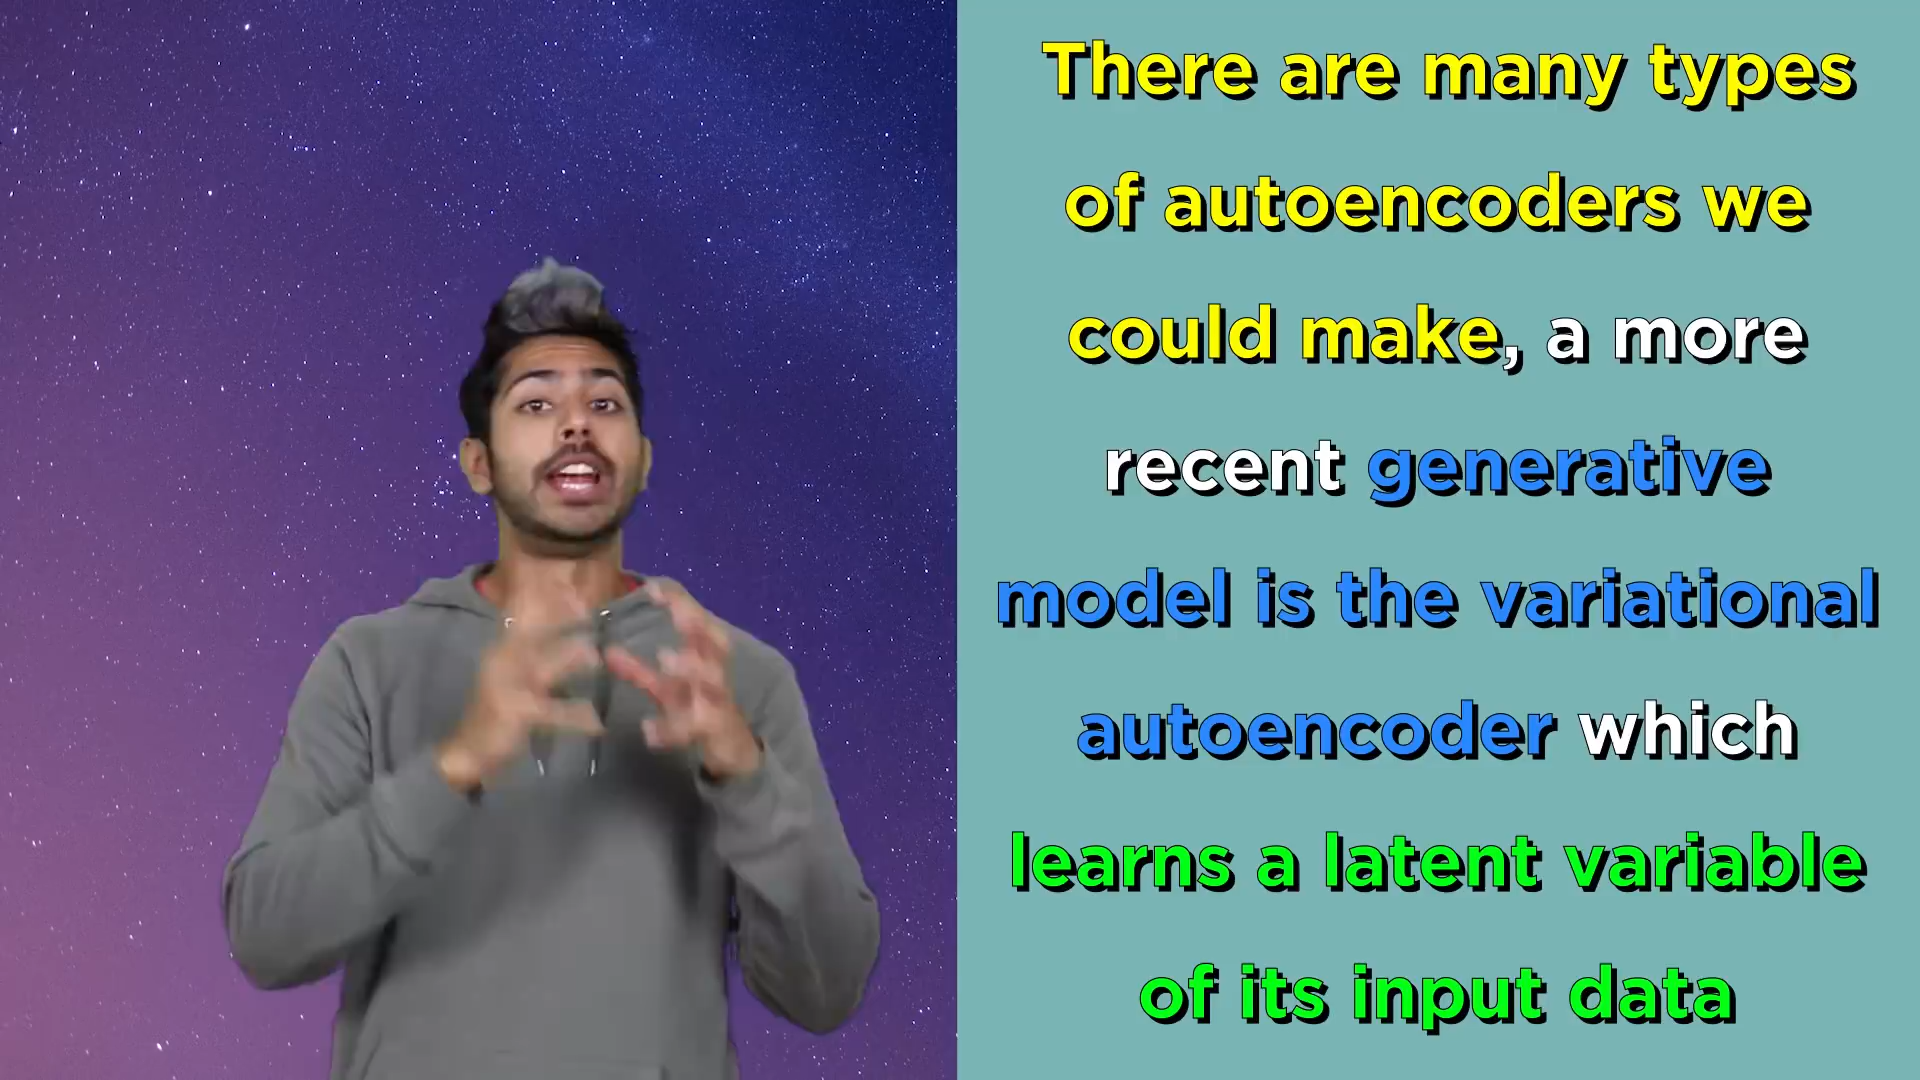 There are many types
of autoencoders we
could make, a more
recent generative
model is the variational
autoencoder which
learns a latent variable
of its input data